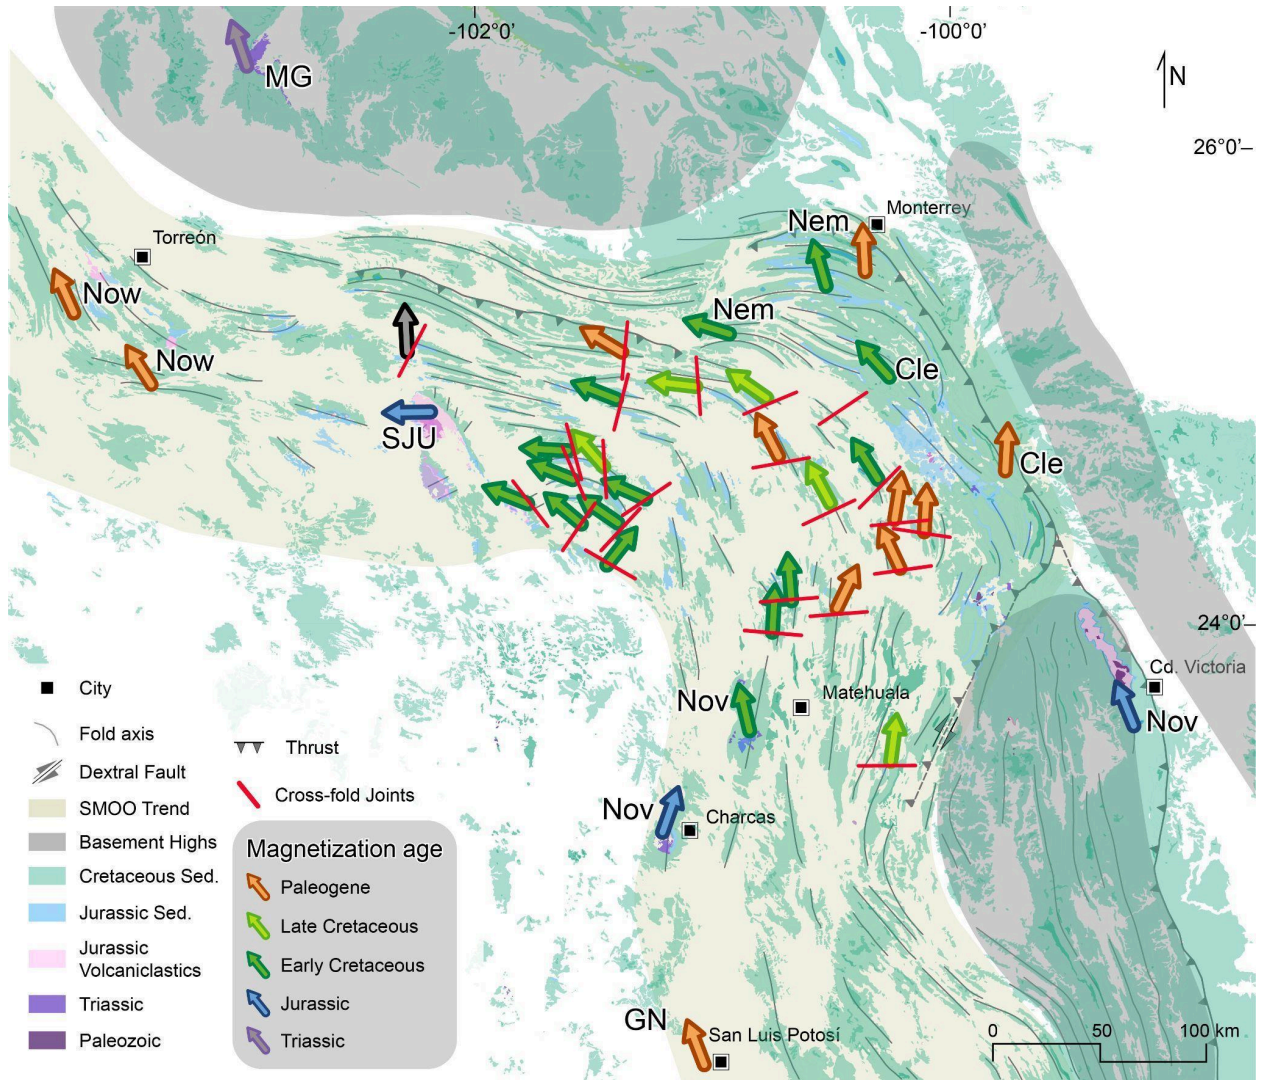 -102°0’
-100°0’
MG
N
26°0’
Nem
Monterrey
Torreón
Now
Nem
Now
Cle
SJU
Cle
24°0’
Cd. Victoria
Nov
Matehuala
Nov
Nov
Charcas
GN
San Luis Potosí
0 50 100 km
City
Fold axis
Dextral Fault
SMOO Trend
Basement Highs
Cretaceous Sed.
Jurassic Sed.
Jurassic
Volcaniclastics
Triassic
Paleozoic
Thrust
Cross-fold Joints
Magnetization age
Paleogene
Late Cretaceous
Early Cretaceous
Jurassic
Triassic